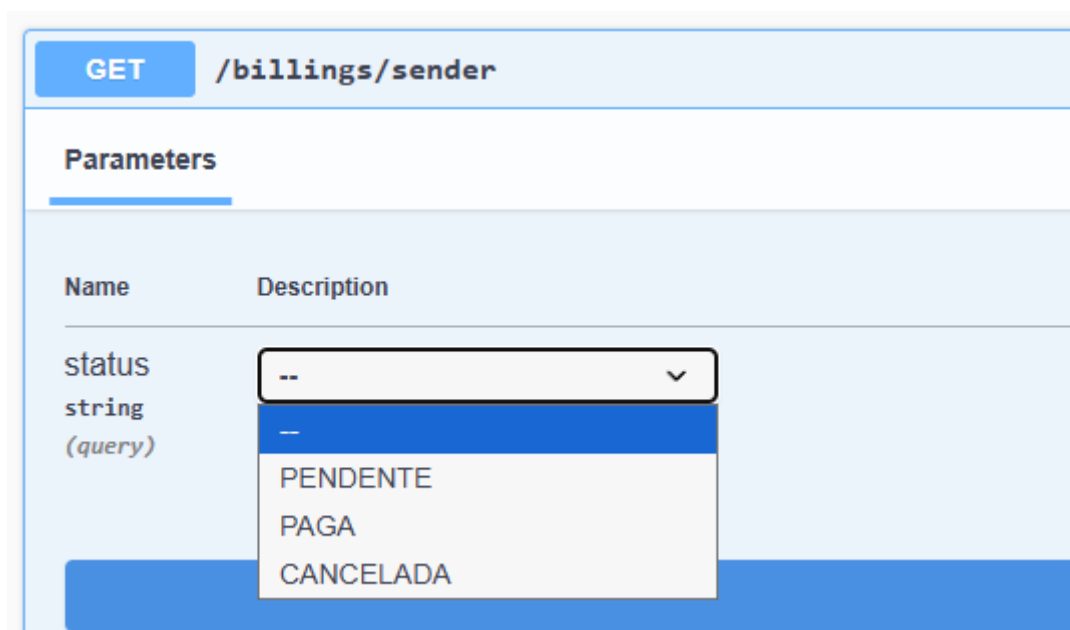 GET /billings/sender
Parameters
Name Description
status
--
string
(query)
--
PENDENTE
PAGA
CANCELADA